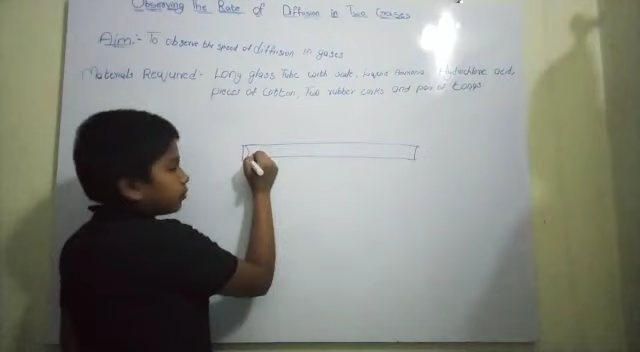 Observing the Rate of Diffusion in Two Gases
Aim:- To observe the speed of diffusion in gases
Materials Required:- Long glass Tube with scale, Liquid Ammonia, Hydrochloric acid,
pieces of Cotton, Two rubber corks and pair of tongs